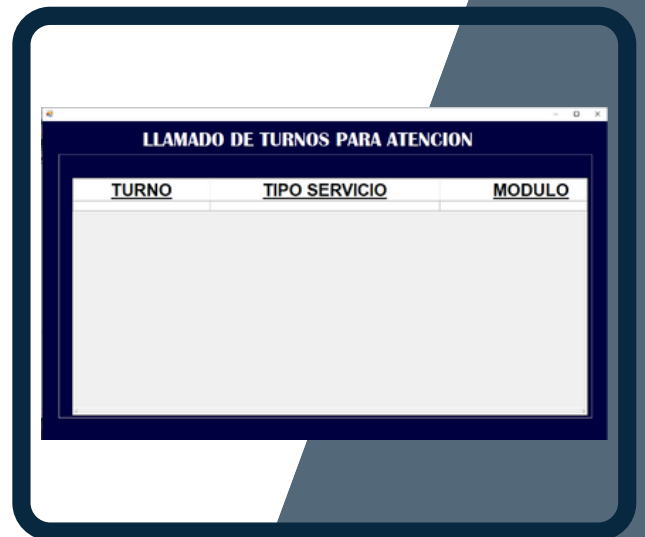 LLAMADO DE TURNOS PARA ATENCION
TURNO TIPO SERVICIO MODULO